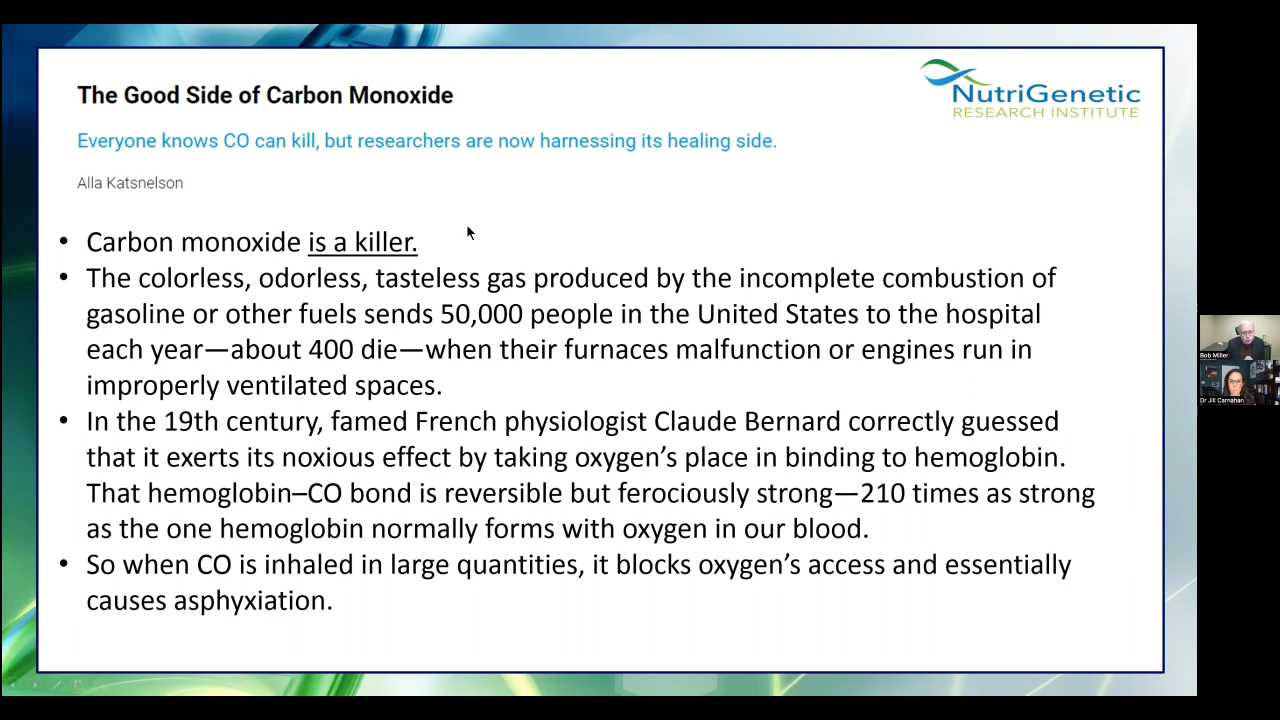 The Good Side of Carbon Monoxide
NutriGenetic
RESEARCH INSTITUTE
Everyone knows CO can kill, but researchers are now harnessing its healing side.
Alla Katsnelson
• Carbon monoxide is a killer.
• The colorless, odorless, tasteless gas produced by the incomplete combustion of
gasoline or other fuels sends 50,000 people in the United States to the hospital
each year—about 400 die—when their furnaces malfunction or engines run in
improperly ventilated spaces.
• In the 19th century, famed French physiologist Claude Bernard correctly guessed
that it exerts its noxious effect by taking oxygen’s place in binding to hemoglobin.
That hemoglobin–CO bond is reversible but ferociously strong—210 times as strong
as the one hemoglobin normally forms with oxygen in our blood.
• So when CO is inhaled in large quantities, it blocks oxygen’s access and essentially
causes asphyxiation.
Bob Miller
Dr Jill Carnahan